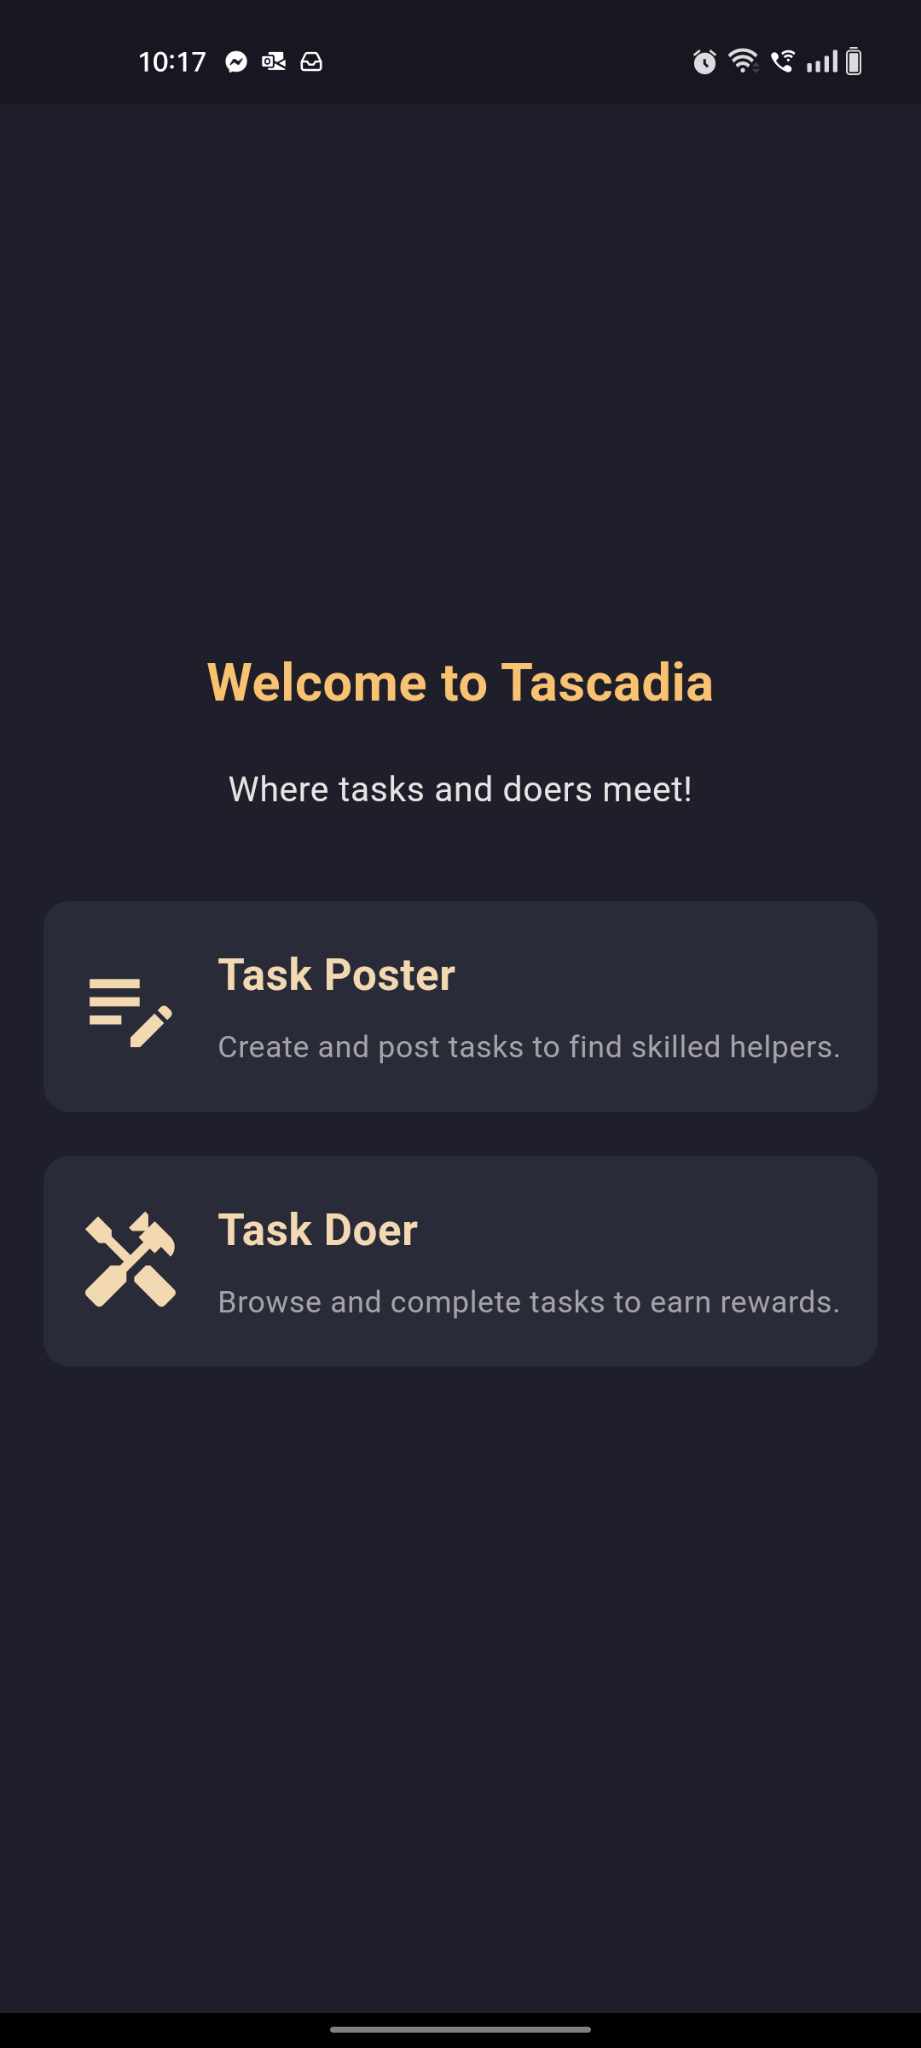 10:17
Welcome to Tascadia
Where tasks and doers meet!
Task Poster
Create and post tasks to find skilled helpers.
Task Doer
Browse and complete tasks to earn rewards.